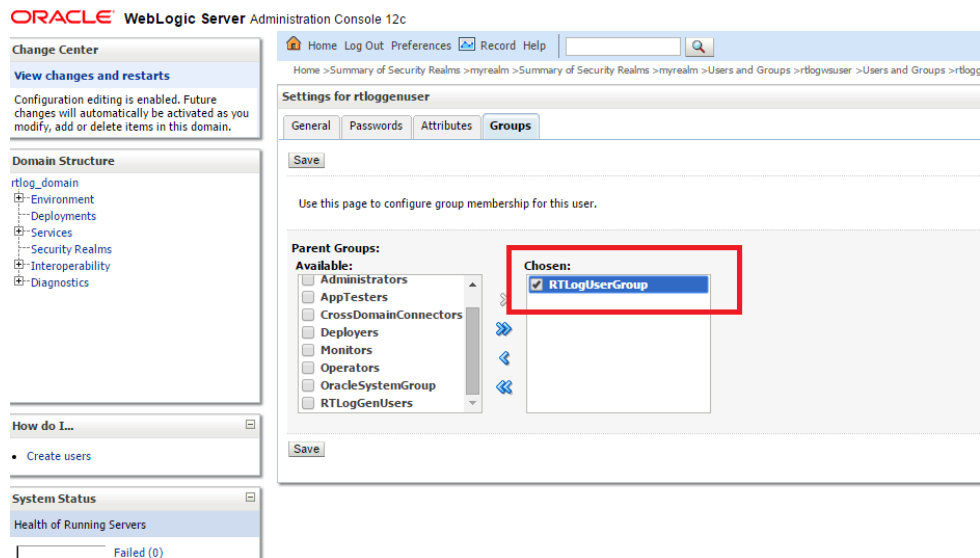 ORACLE WebLogic Server Administration Console 12c
Change Center
View changes and restarts
Configuration editing is enabled. Future
changes will automatically be activated as you
modify, add or delete items in this domain.
Domain Structure
rtlog_domain
Environment
Deployments
Services
Security Realms
Interoperability
Diagnostics
How do I...
Create users
System Status
Health of Running Servers
Failed (0)
Home Log Out Preferences Record Help
Home >Summary of Security Realms >myrealm >Summary of Security Realms >myrealm >Users and Groups >rtlogwsuser >Users and Groups >rtlogg
Settings for rtloggenuser
General Passwords Attributes Groups
Save
Use this page to configure group membership for this user.
Parent Groups:
Available:
Administrators
AppTesters
CrossDomainConnectors
Deployers
Monitors
Operators
OracleSystemGroup
RTLogGenUsers
Chosen:
RTLogUserGroup
Save